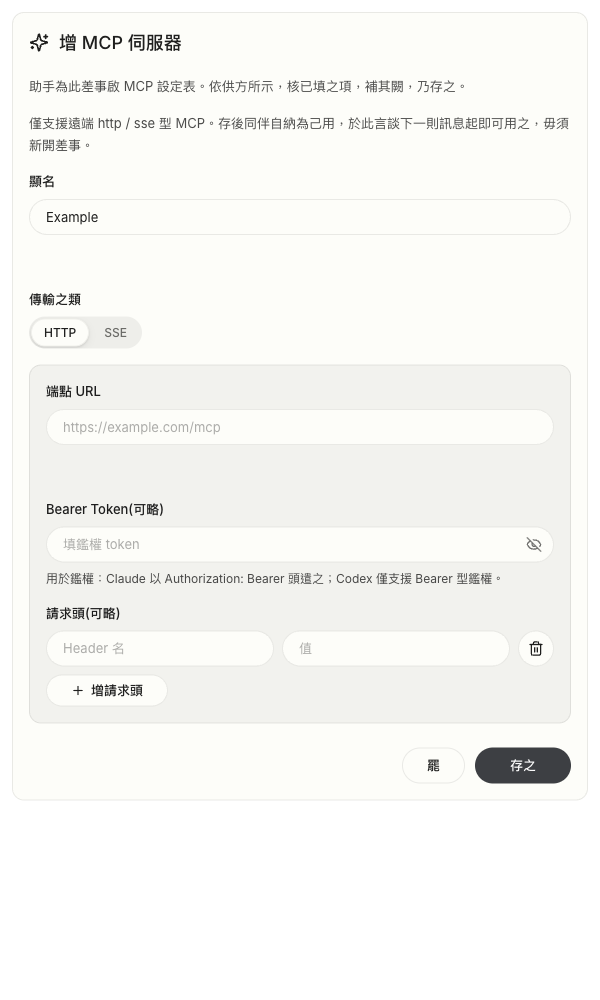 增 MCP 伺服器
助手為此差事啟 MCP 設定表。依供方所示，核已填之項，補其闕，乃存之。
僅支援遠端 http / sse 型 MCP。存後同伴自納為己用，於此言談下一則訊息起即可用之，毋須
新開差事。
顯名
Example
傳輸之類
HTTP SSE
端點 URL
https://example.com/mcp
Bearer Token(可略)
填鑑權 token
用於鑑權：Claude 以 Authorization: Bearer 頭遣之；Codex 僅支援 Bearer 型鑑權。
請求頭(可略)
Header 名 值
增請求頭
罷 存之